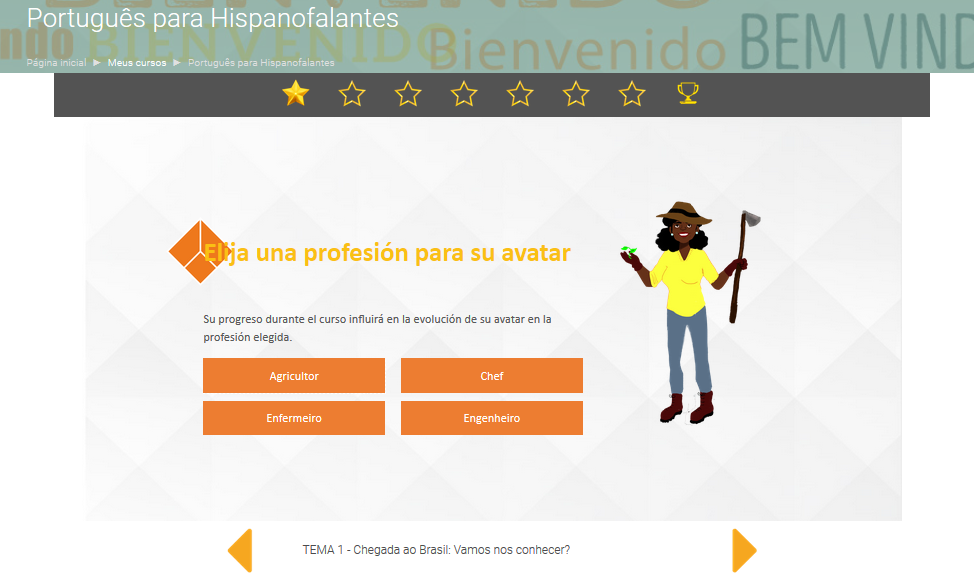 BIENVENIDO
Português para Hispanofalantes
BIENVENIDO
Bienvenido
BEM VIND
Página inicial ► Meus cursos ► Português para Hispanofalantes
Elija una profesión para su avatar
Su progreso durante el curso influirá en la evolución de su avatar en la
profesión elegida.
Agricultor
Chef
Enfermeiro
Engenheiro
TEMA 1 - Chegada ao Brasil: Vamos nos conhecer?